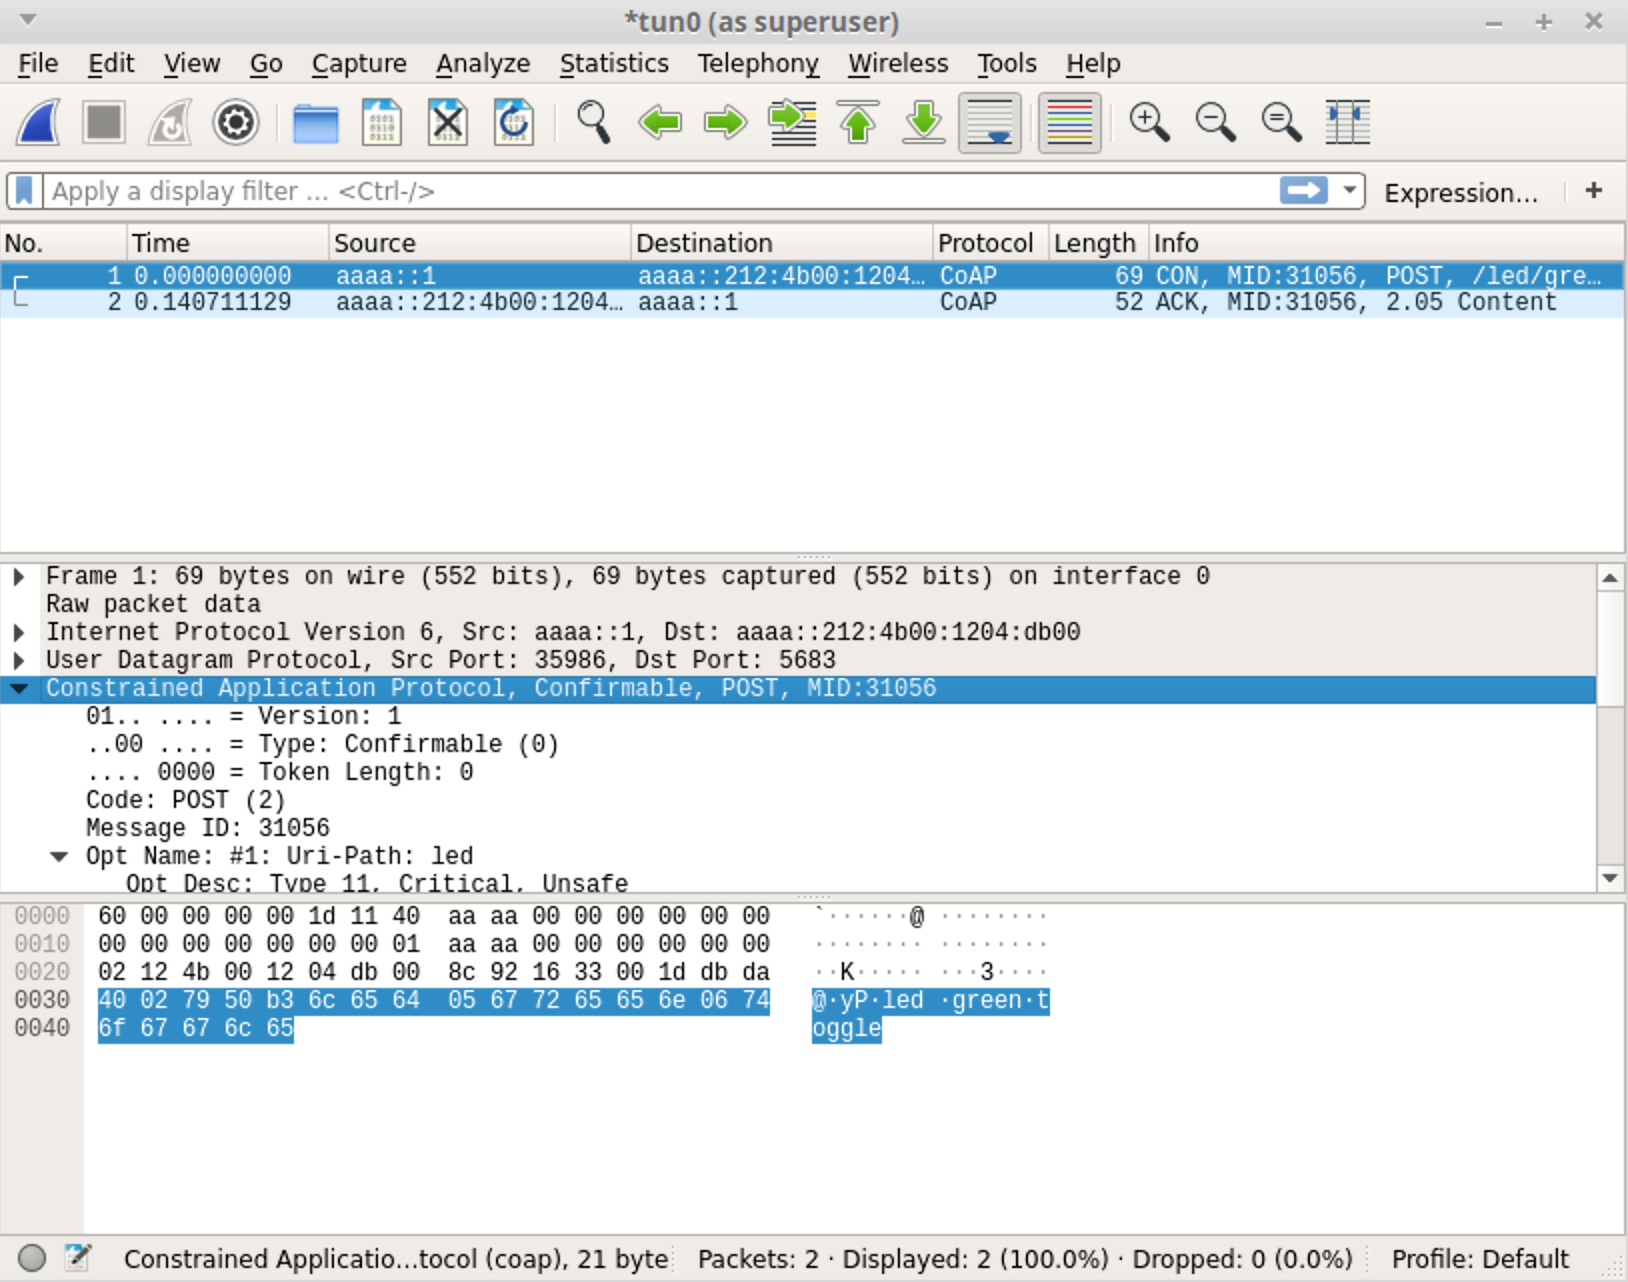 *tun0 (as superuser)
File Edit View Go Capture Analyze Statistics Telephony Wireless Tools Help
Apply a display filter ... <Ctrl-/> Expression... +
No. Time Source Destination Protocol Length Info
1 0.000000000 aaaa::1 aaaa::212:4b00:1204… CoAP 69 CON, MID:31056, POST, /led/gre…
2 0.140711129 aaaa::212:4b00:1204… aaaa::1 CoAP 52 ACK, MID:31056, 2.05 Content
Frame 1: 69 bytes on wire (552 bits), 69 bytes captured (552 bits) on interface 0
Raw packet data
Internet Protocol Version 6, Src: aaaa::1, Dst: aaaa::212:4b00:1204:db00
User Datagram Protocol, Src Port: 35986, Dst Port: 5683
Constrained Application Protocol, Confirmable, POST, MID:31056
01.. .... = Version: 1
..00 .... = Type: Confirmable (0)
.... 0000 = Token Length: 0
Code: POST (2)
Message ID: 31056
Opt Name: #1: Uri-Path: led
Opt Desc: Type 11, Critical, Unsafe
0000 60 00 00 00 00 1d 11 40 aa aa 00 00 00 00 00 00 `······@ ········
0010 00 00 00 00 00 00 00 01 aa aa 00 00 00 00 00 00 ········ ········
0020 02 12 4b 00 12 04 db 00 8c 92 16 33 00 1d db da ··K····· ···3····
0030 40 02 79 50 b3 6c 65 64 05 67 72 65 65 6e 06 74 @·yP·led ·green·t
0040 6f 67 67 6c 65 oggle
Constrained Applicatio…tocol (coap), 21 byte Packets: 2 · Displayed: 2 (100.0%) · Dropped: 0 (0.0%) Profile: Default